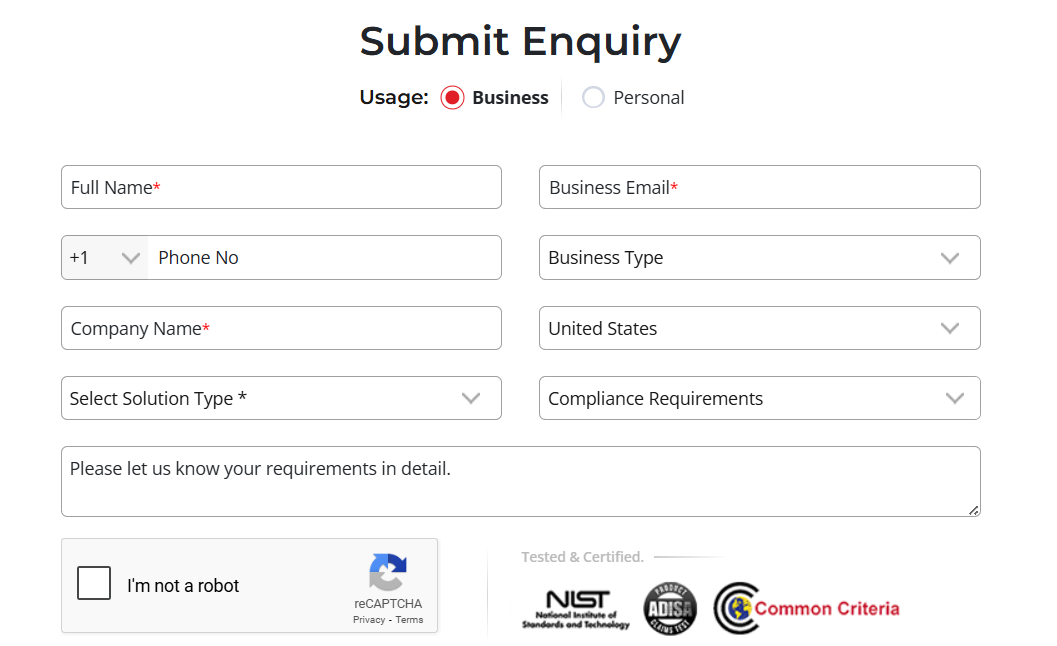 Submit Enquiry
Usage: Business Personal
Full Name*
Business Email*
+1 Phone No
Business Type
Company Name*
United States
Select Solution Type *
Compliance Requirements
Please let us know your requirements in detail.
I'm not a robot
reCAPTCHA
Privacy - Terms
Tested & Certified.
NIST
National Institute of
Standards and Technology
PRODUCT
ADISA
CLAIMS TEST
Common Criteria